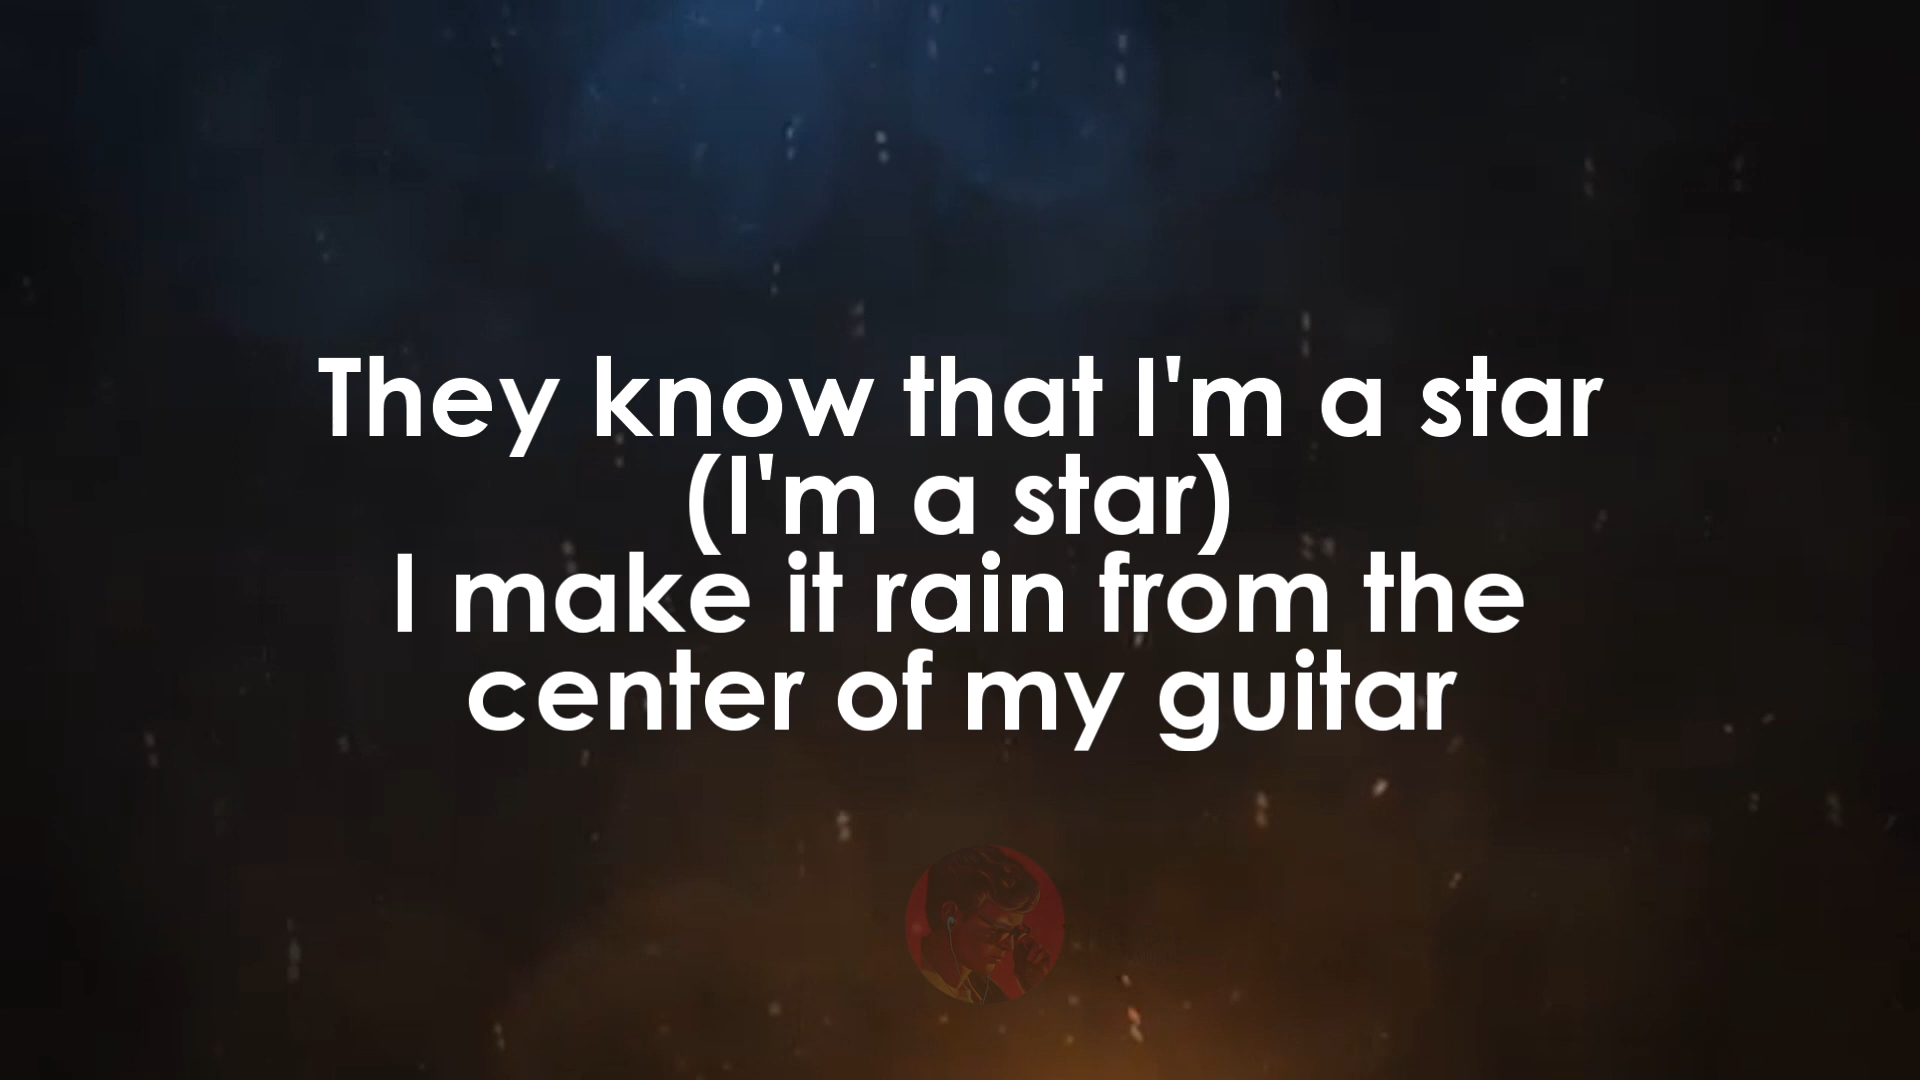 They know that I'm a star
(I'm a star)
I make it rain from the
center of my guitar